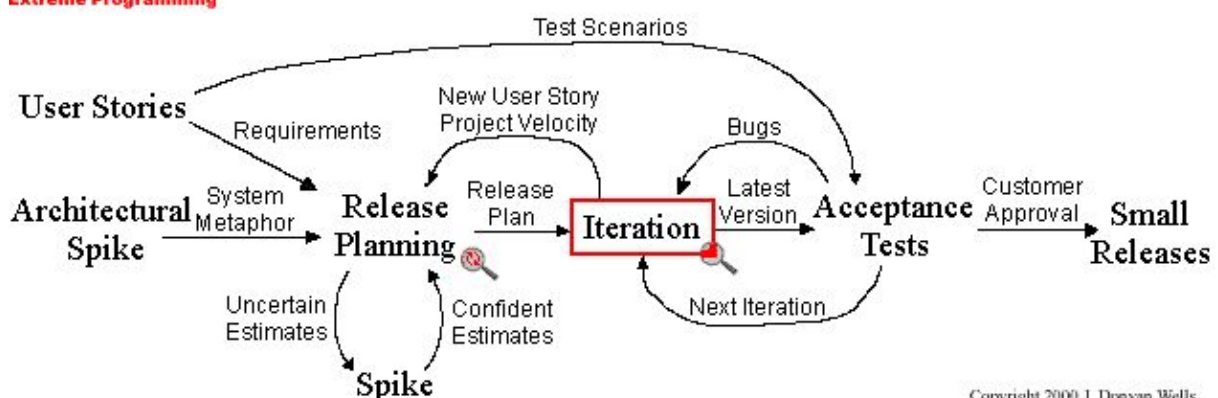 Extreme Programming
Test Scenarios
User Stories
New User Story
Project Velocity
Bugs
Requirements
Architectural
Spike
System
Metaphor
Release
Planning
Release
Plan
Iteration
Latest
Version
Acceptance
Tests
Customer
Approval
Small
Releases
Uncertain
Estimates
Confident
Estimates
Next Iteration
Spike
Copyright 2000 J. Donvan Wells